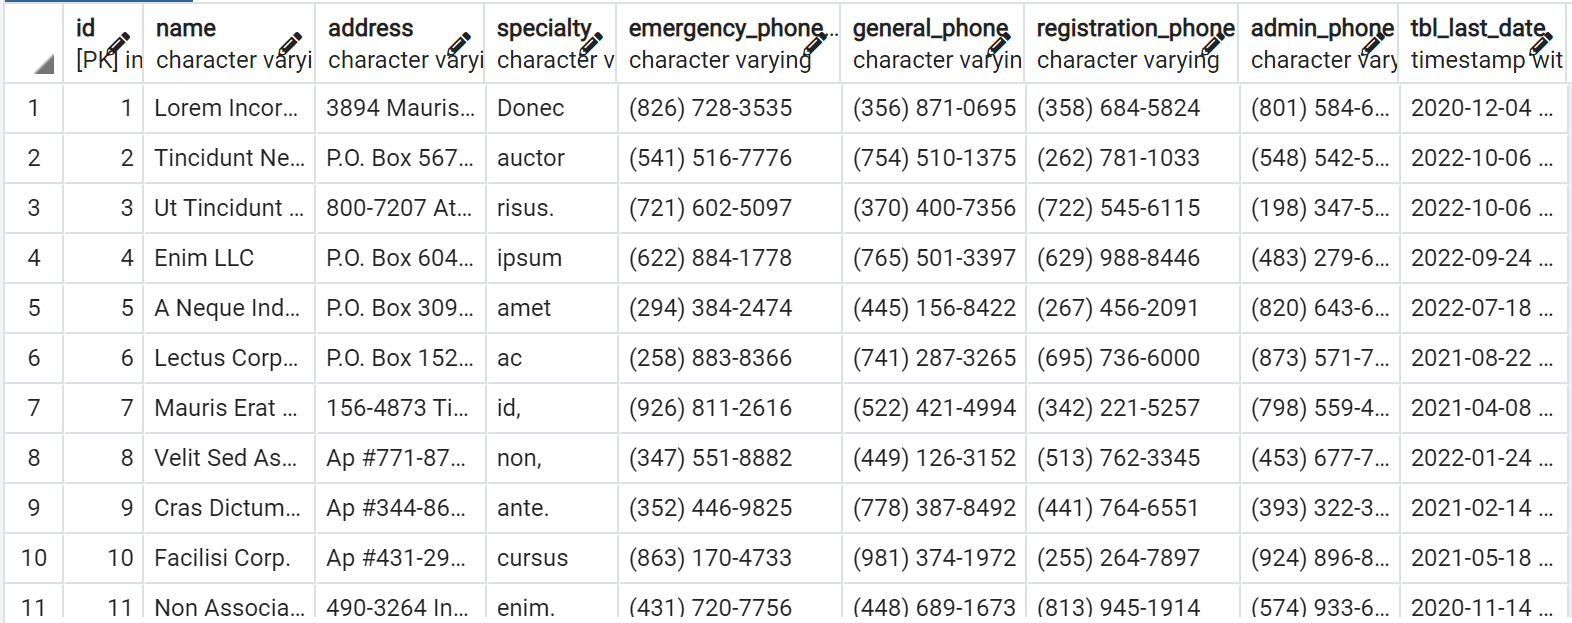 id name address specialty emergency_phone... general_phone registration_phone admin_phone tbl_last_date
[PK] in character varyi character varyi character v character varying character varyin character varying character vary timestamp wit
1 1 Lorem Incor... 3894 Mauris... Donec (826) 728-3535 (356) 871-0695 (358) 684-5824 (801) 584-6... 2020-12-04 ...
2 2 Tincidunt Ne... P.O. Box 567... auctor (541) 516-7776 (754) 510-1375 (262) 781-1033 (548) 542-5... 2022-10-06 ...
3 3 Ut Tincidunt ... 800-7207 At... risus. (721) 602-5097 (370) 400-7356 (722) 545-6115 (198) 347-5... 2022-10-06 ...
4 4 Enim LLC P.O. Box 604... ipsum (622) 884-1778 (765) 501-3397 (629) 988-8446 (483) 279-6... 2022-09-24 ...
5 5 A Neque Ind... P.O. Box 309... amet (294) 384-2474 (445) 156-8422 (267) 456-2091 (820) 643-6... 2022-07-18 ...
6 6 Lectus Corp... P.O. Box 152... ac (258) 883-8366 (741) 287-3265 (695) 736-6000 (873) 571-7... 2021-08-22 ...
7 7 Mauris Erat ... 156-4873 Ti... id, (926) 811-2616 (522) 421-4994 (342) 221-5257 (798) 559-4... 2021-04-08 ...
8 8 Velit Sed As... Ap #771-87... non, (347) 551-8882 (449) 126-3152 (513) 762-3345 (453) 677-7... 2022-01-24 ...
9 9 Cras Dictum... Ap #344-86... ante. (352) 446-9825 (778) 387-8492 (441) 764-6551 (393) 322-3... 2021-02-14 ...
10 10 Facilisi Corp. Ap #431-29... cursus (863) 170-4733 (981) 374-1972 (255) 264-7897 (924) 896-8... 2021-05-18 ...
11 11 Non Associa... 490-3264 In... enim. (431) 720-7756 (448) 689-1673 (813) 945-1914 (574) 933-6... 2020-11-14 ...